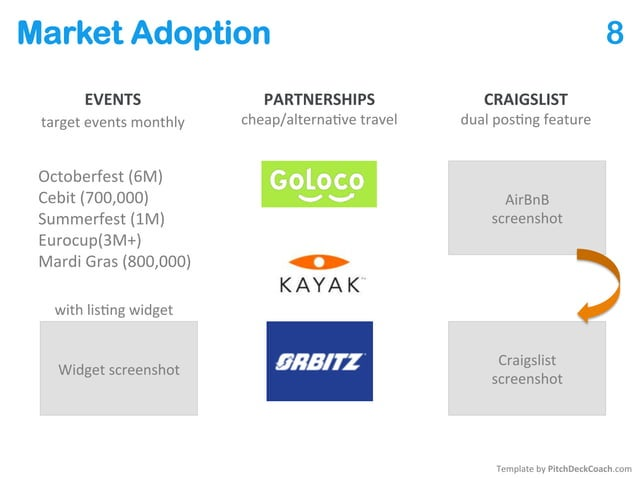 Market Adoption
8
EVENTS
target events monthly
Octoberfest (6M)
Cebit (700,000)
Summerfest (1M)
Eurocup(3M+)
Mardi Gras (800,000)
with listing widget
Widget screenshot
PARTNERSHIPS
cheap/alternative travel
GoLoco
KAYAK™
ORBITZ
CRAIGSLIST
dual posting feature
AirBnB
screenshot
Craigslist
screenshot
Template by PitchDeckCoach.com